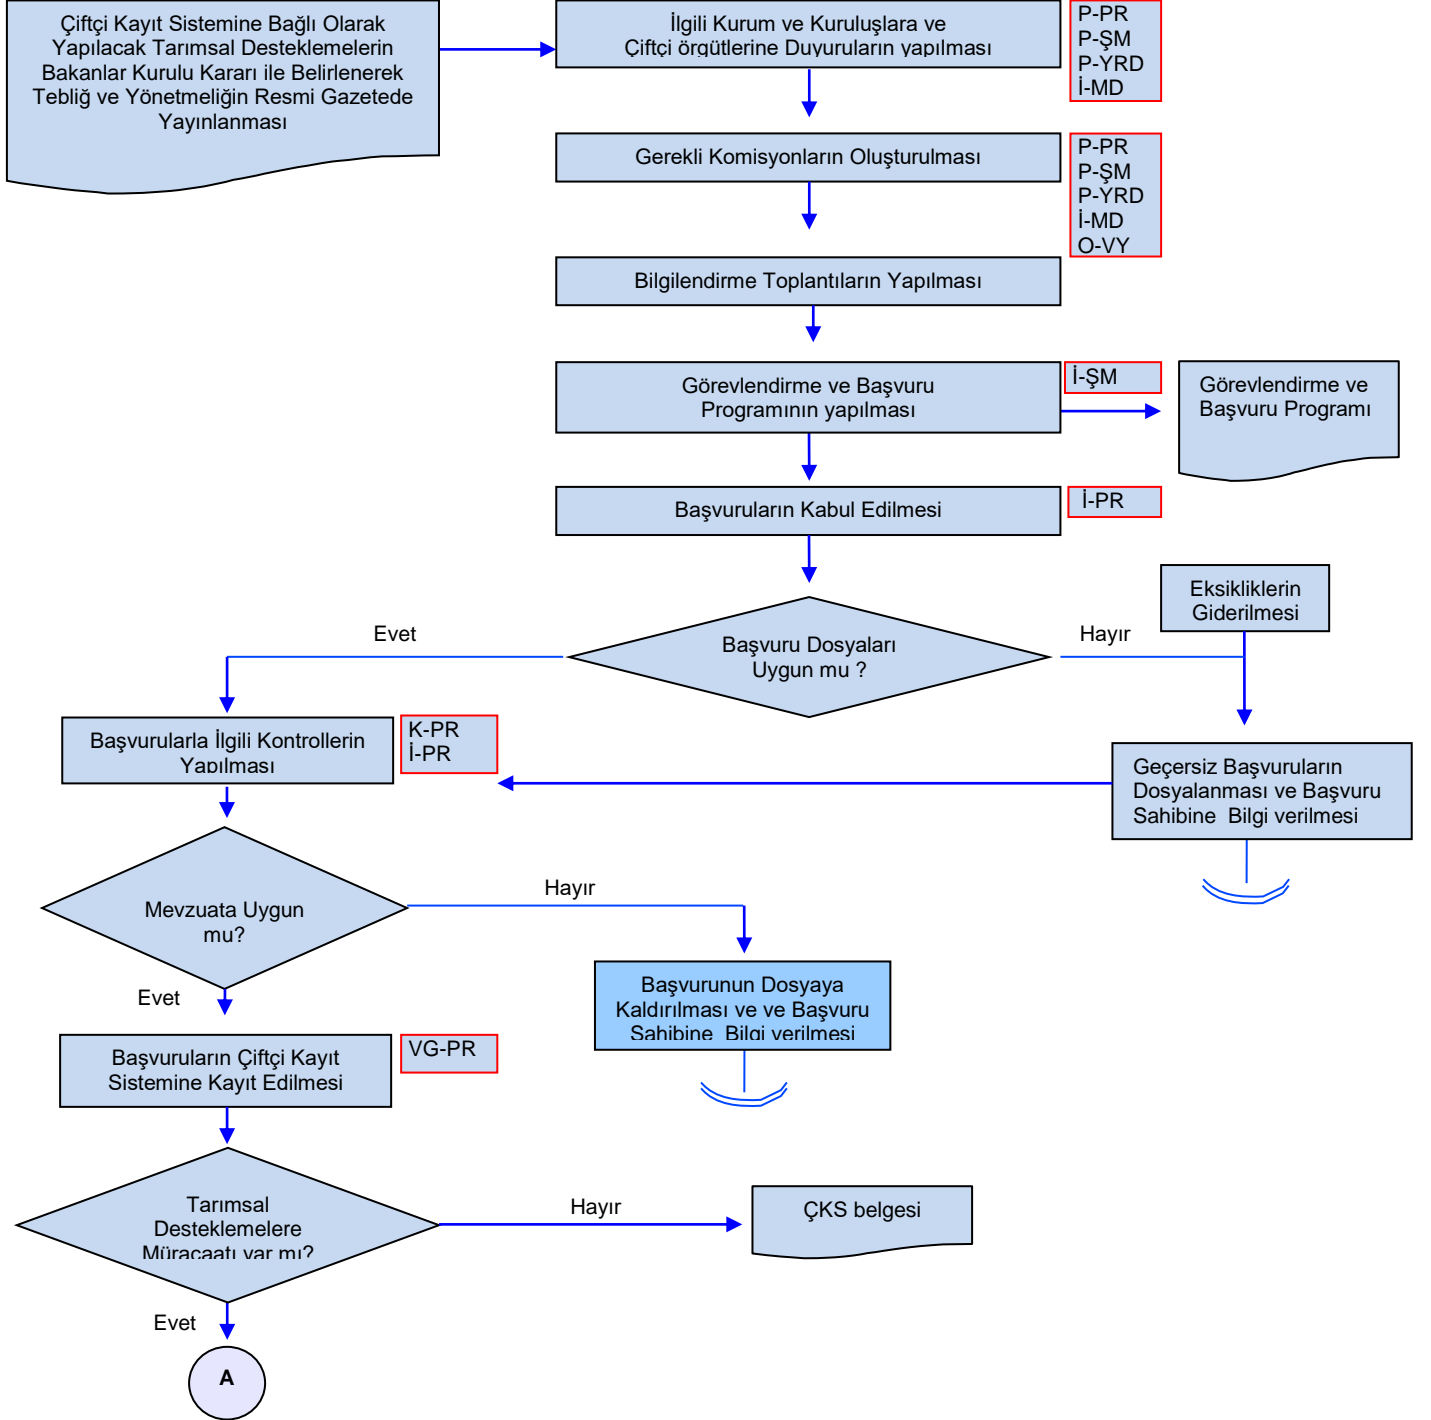 Çiftçi Kayıt Sistemine Bağlı Olarak
Yapılacak Tarımsal Desteklemelerin
Bakanlar Kurulu Kararı ile Belirlenerek
Tebliğ ve Yönetmeliğin Resmi Gazetede
Yayınlanması
İlgili Kurum ve Kuruluşlara ve
Çiftçi örgütlerine Duyuruların yapılması
P-PR
P-ŞM
P-YRD
İ-MD
Gerekli Komisyonların Oluşturulması
P-PR
P-ŞM
P-YRD
İ-MD
O-VY
Bilgilendirme Toplantıların Yapılması
Görevlendirme ve Başvuru
Programının yapılması
İ-ŞM
Görevlendirme ve
Başvuru Programı
Başvuruların Kabul Edilmesi
İ-PR
Eksikliklerin
Giderilmesi
Evet
Başvuru Dosyaları
Uygun mu ?
Hayır
Başvurularla İlgili Kontrollerin
Yapılması
K-PR
İ-PR
Geçersiz Başvuruların
Dosyalanması ve Başvuru
Sahibine  Bilgi verilmesi
Mevzuata Uygun
mu?
Hayır
Evet
Başvurunun Dosyaya
Kaldırılması ve ve Başvuru
Sahibine  Bilgi verilmesi
Başvuruların Çiftçi Kayıt
Sistemine Kayıt Edilmesi
VG-PR
Tarımsal
Desteklemelere
Müracaatı var mı?
Hayır
ÇKS belgesi
Evet
A